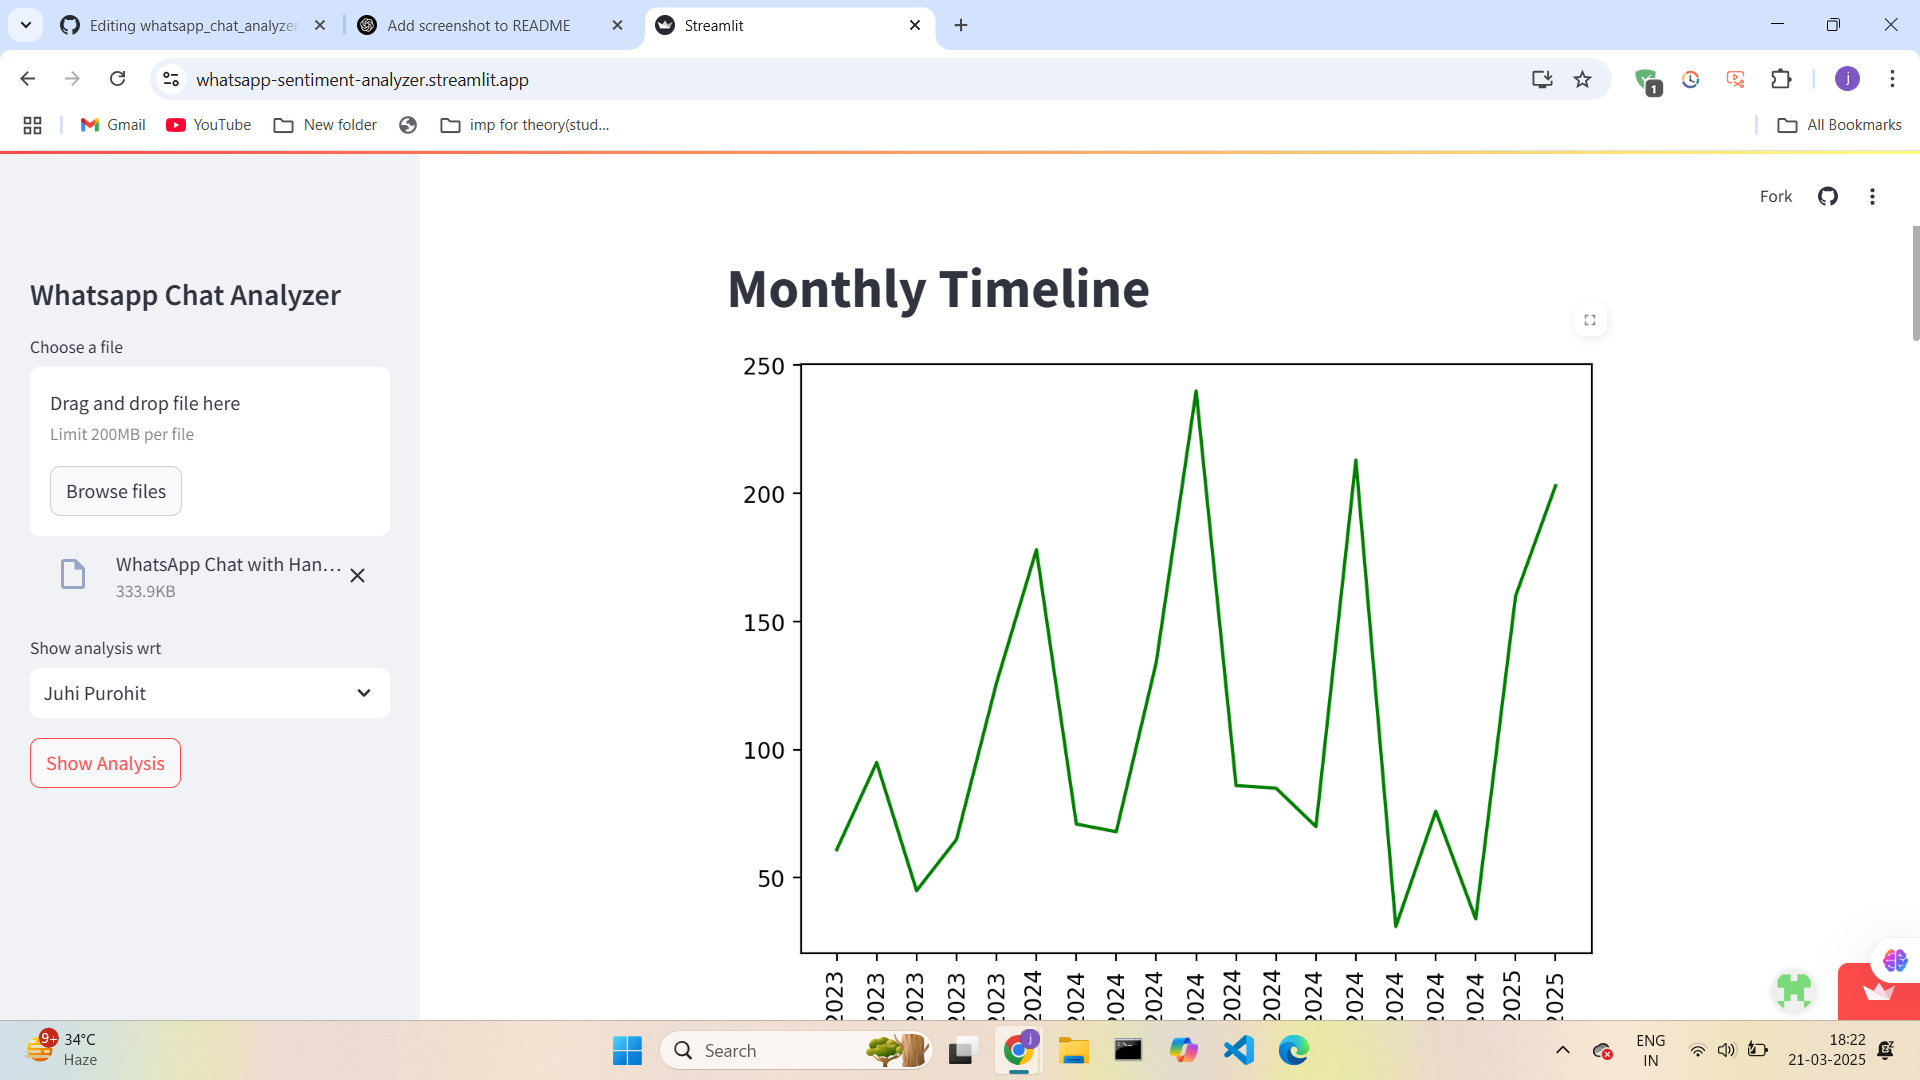 Editing whatsapp_chat_analyzer
Add screenshot to README
Streamlit
whatsapp-sentiment-analyzer.streamlit.app
1
j
Gmail
YouTube
New folder
imp for theory(stud...
All Bookmarks
Fork
Whatsapp Chat Analyzer
Choose a file
Drag and drop file here
Limit 200MB per file
Browse files
WhatsApp Chat with Han...
333.9KB
Show analysis wrt
Juhi Purohit
Show Analysis
Monthly Timeline
250
200
150
100
50
2023
2023
2023
2023
2023
2024
2024
2024
2024
2024
2024
2024
2024
2024
2024
2024
2024
2025
2025
9+
34°C
Haze
Search
j
ENG
IN
18:22
21-03-2025